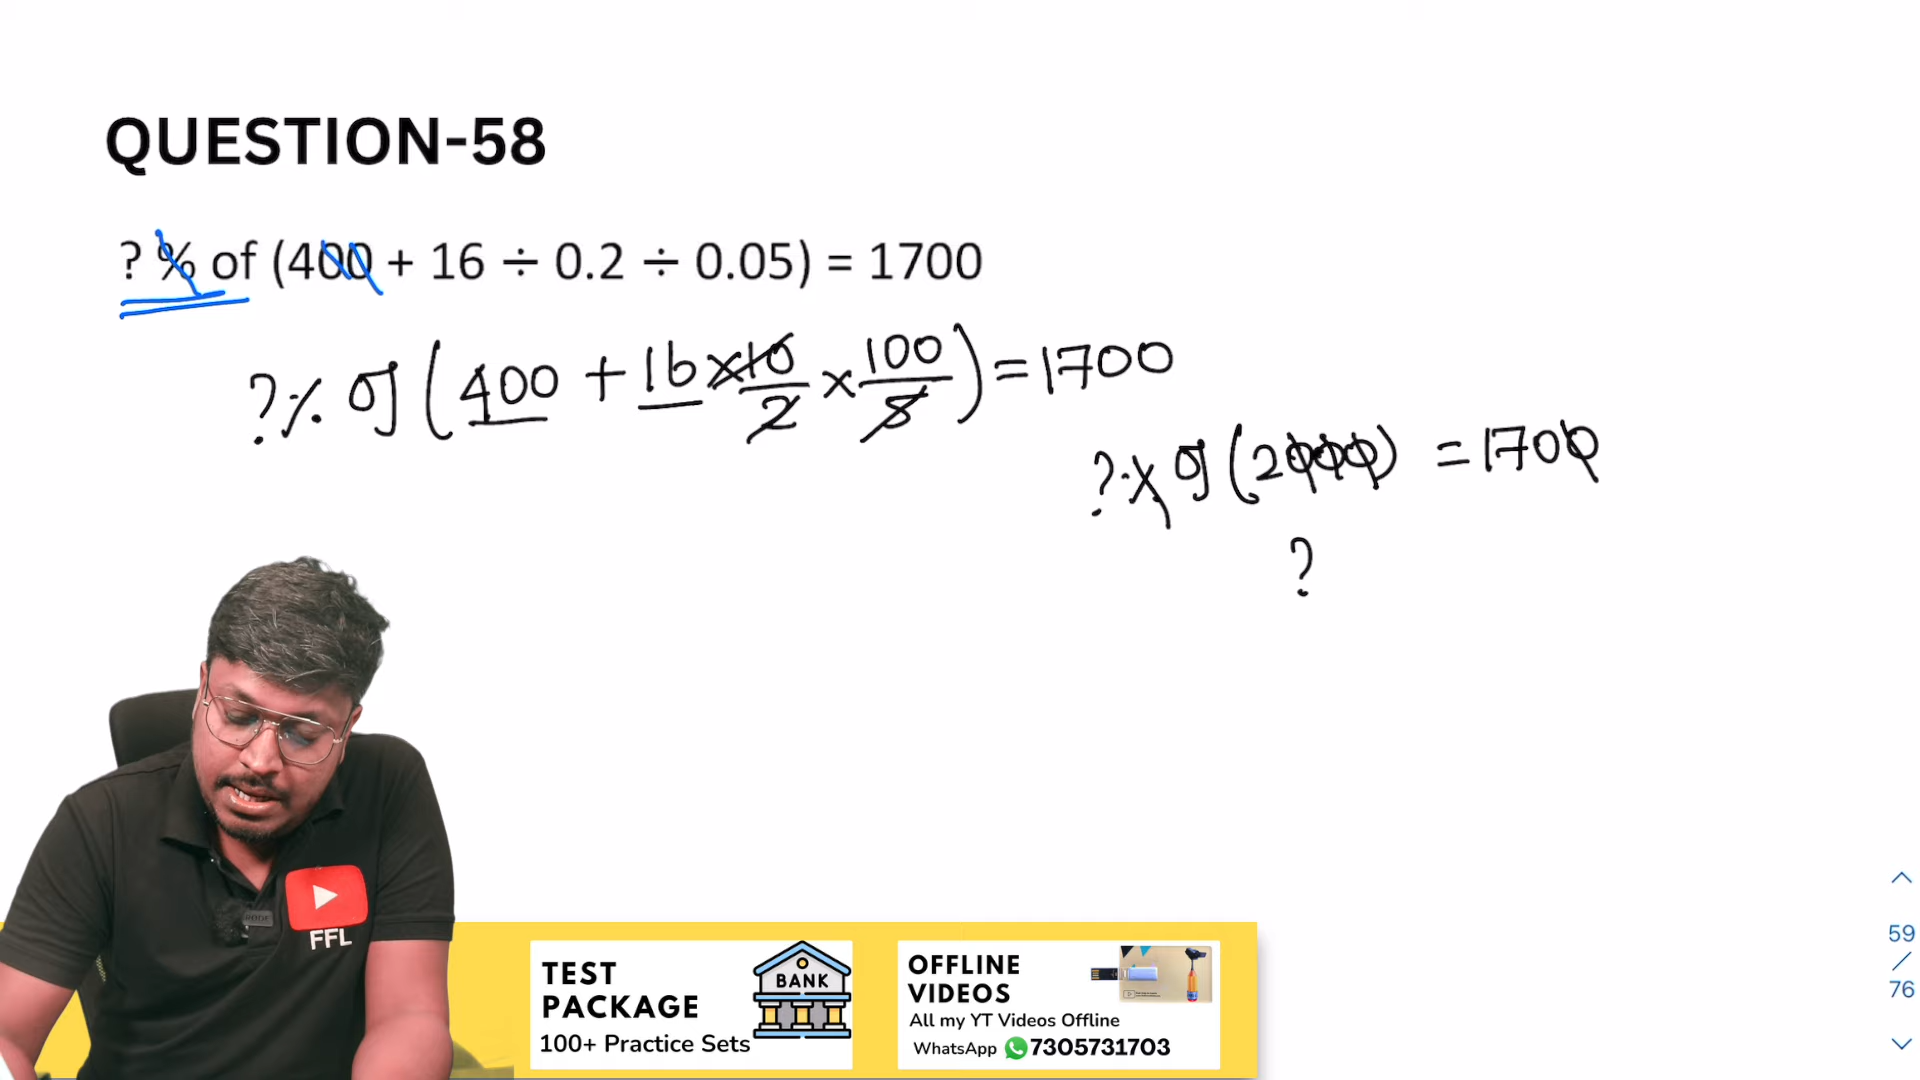 QUESTION-58
? % of (400 + 16 ÷ 0.2 ÷ 0.05) = 1700
?% of (400 + 16 × 10/2 × 100/5) = 1700
?% of (2000) = 1700
?
FFL
TEST
PACKAGE
100+ Practice Sets
BANK
OFFLINE
VIDEOS
All my YT Videos Offline
WhatsApp 7305731703
59
/
76